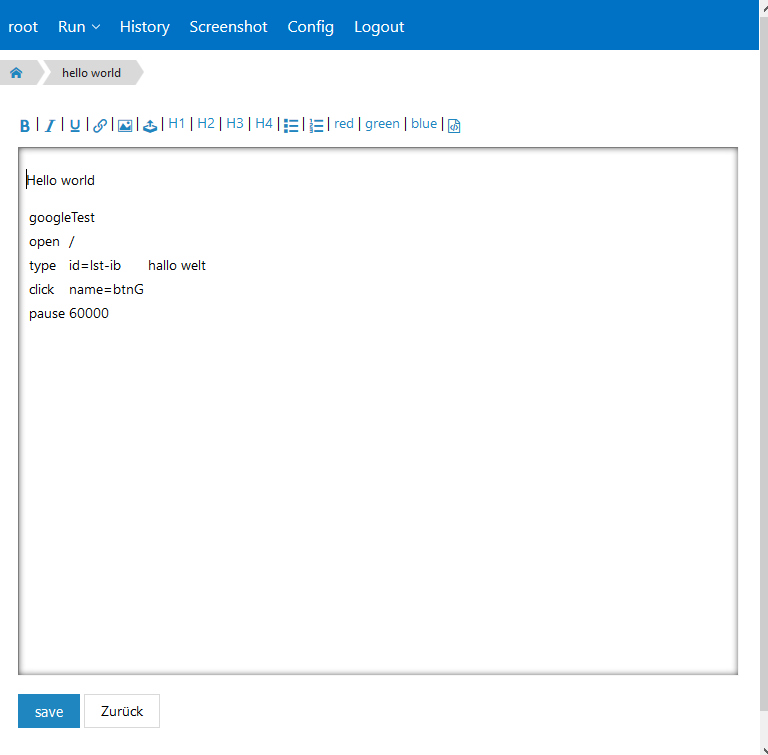 root Run History Screenshot Config Logout
hello world
B | I | U | | | | H1 | H2 | H3 | H4 | | | red | green | blue |
Hello world
googleTest
open /
type id=lst-ib hallo welt
click name=btnG
pause 60000
save Zurück